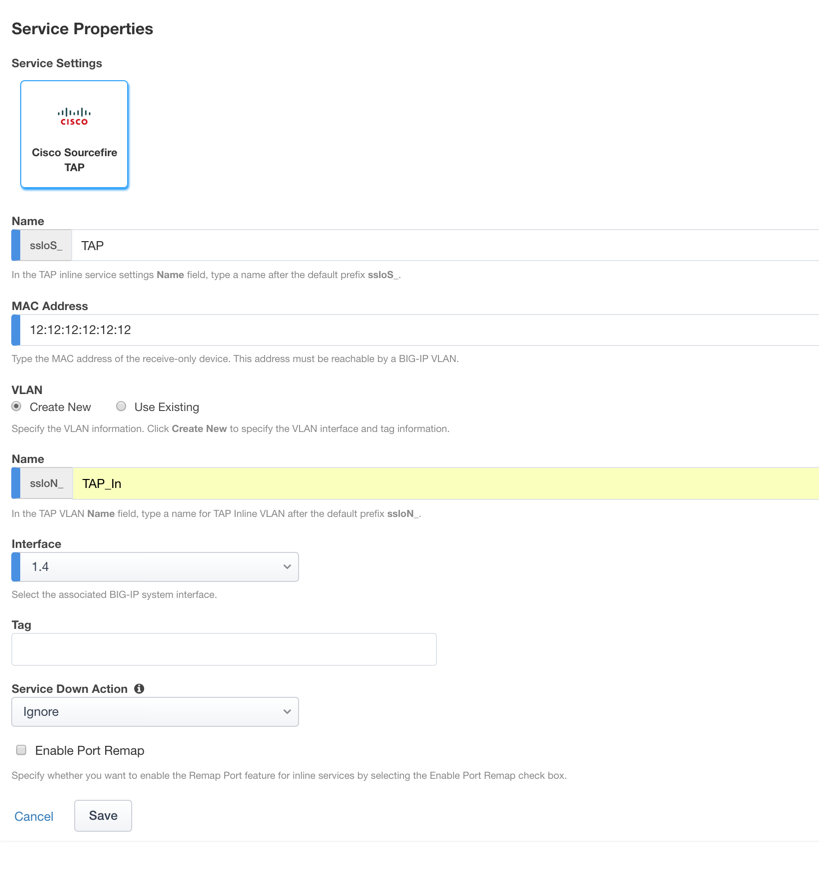 Service Properties
Service Settings
CISCO
Cisco Sourcefire
TAP
Name
ssloS_ TAP
In the TAP inline service settings Name field, type a name after the default prefix ssloS_.
MAC Address
12:12:12:12:12:12
Type the MAC address of the receive-only device. This address must be reachable by a BIG-IP VLAN.
VLAN
Create New Use Existing
Specify the VLAN information. Click Create New to specify the VLAN interface and tag information.
Name
ssloN_ TAP_In
In the TAP VLAN Name field, type a name for TAP Inline VLAN after the default prefix ssloN_.
Interface
1.4
Select the associated BIG-IP system interface.
Tag
Service Down Action
Ignore
Enable Port Remap
Specify whether you want to enable the Remap Port feature for inline services by selecting the Enable Port Remap check box.
Cancel Save